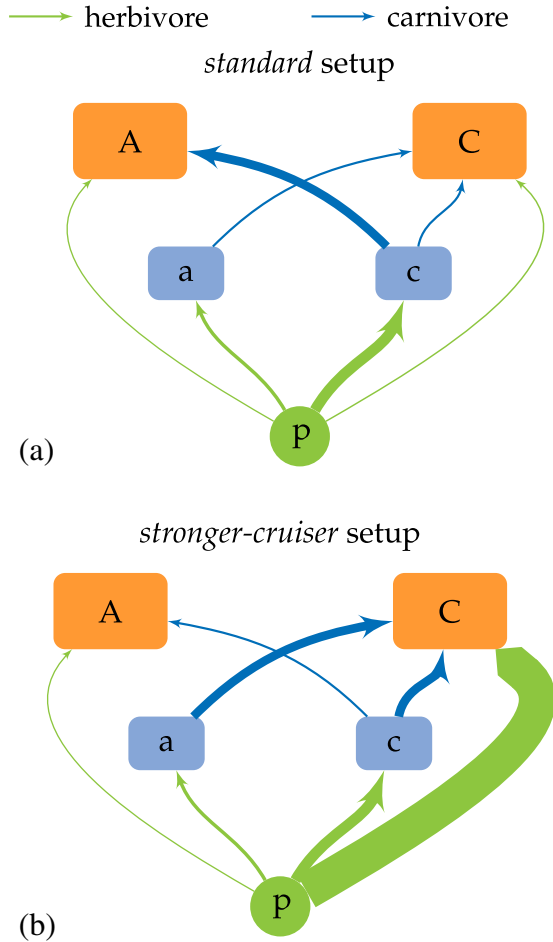 herbivore carnivore
standard setup
A C
a c
p
(a)
stronger-cruiser setup
A C
a c
p
(b)